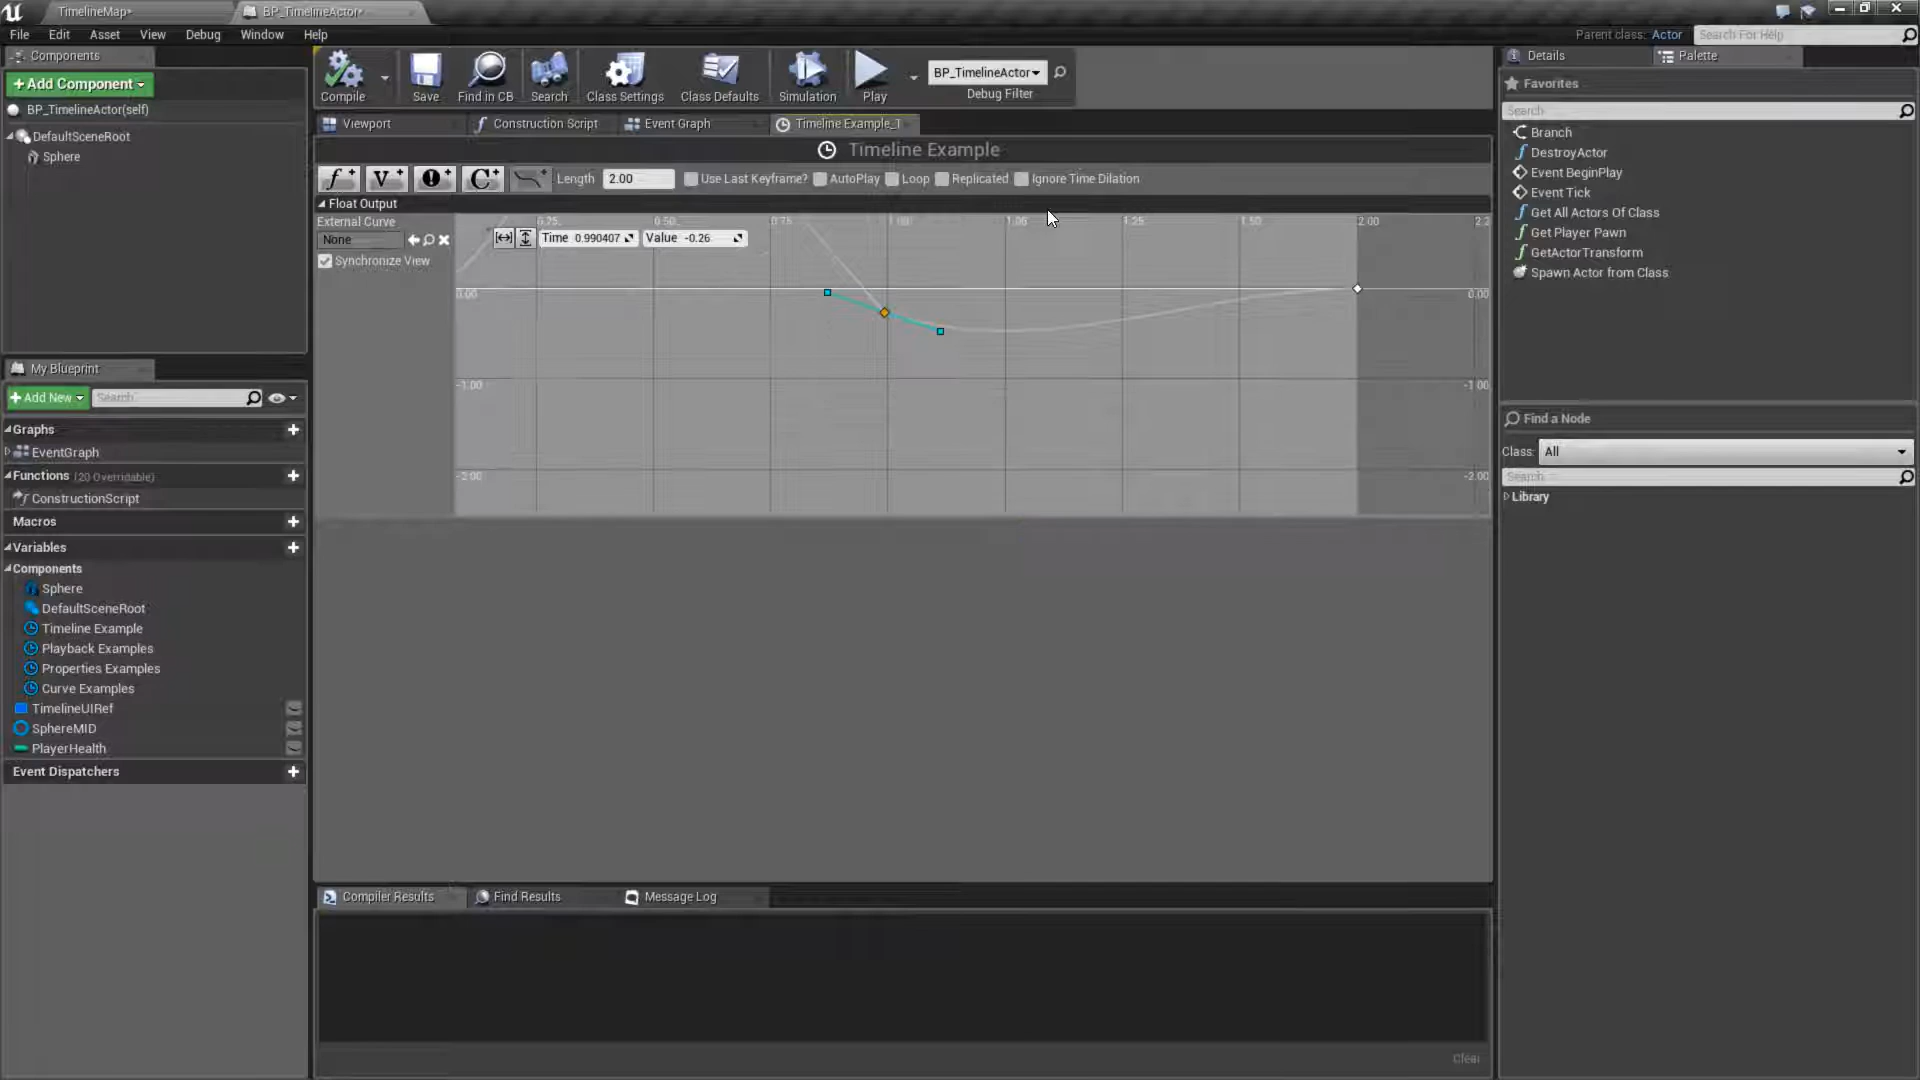 TimelineMap*
BP_TimelineActor*
File Edit Asset View Debug Window Help
Parent class: Actor
Search For Help
Components
+Add Component
BP_TimelineActor(self)
DefaultSceneRoot
Sphere
My Blueprint
+Add New
Search
Graphs
EventGraph
Functions (20 Overridable)
ConstructionScript
Macros
Variables
Components
Sphere
DefaultSceneRoot
Timeline Example
Playback Examples
Properties Examples
Curve Examples
TimelineUIRef
SphereMID
PlayerHealth
Event Dispatchers
Compile
Save
Find in CB
Search
Class Settings
Class Defaults
Simulation
Play
BP_TimelineActor
Debug Filter
Viewport
Construction Script
Event Graph
Timeline Example_T
Timeline Example
Length 2.00 Use Last Keyframe? AutoPlay Loop Replicated Ignore Time Dilation
Float Output
External Curve
None
Synchronize View
0.25 0.50 0.75 1.00 1.25 1.50 2.00
Time 0.990407 Value -0.26
0.00 0.00
-1.00 -1.00
-2.00 -2.00
Compiler Results
Find Results
Message Log
Clear
Details
Palette
Favorites
Search
Branch
DestroyActor
Event BeginPlay
Event Tick
Get All Actors Of Class
Get Player Pawn
GetActorTransform
Spawn Actor from Class
Find a Node
Class: All
Search
Library